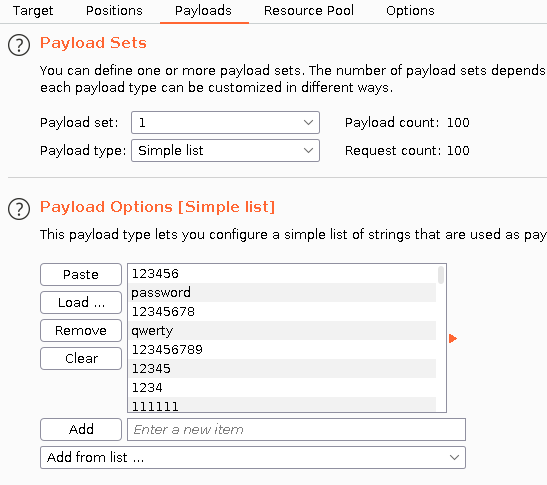 Target Positions Payloads Resource Pool Options
? Payload Sets
You can define one or more payload sets. The number of payload sets depends
each payload type can be customized in different ways.
Payload set: 1 Payload count: 100
Payload type: Simple list Request count: 100
? Payload Options [Simple list]
This payload type lets you configure a simple list of strings that are used as pay
Paste
Load ...
Remove
Clear
123456
password
12345678
qwerty
123456789
12345
1234
111111
Add Enter a new item
Add from list ...